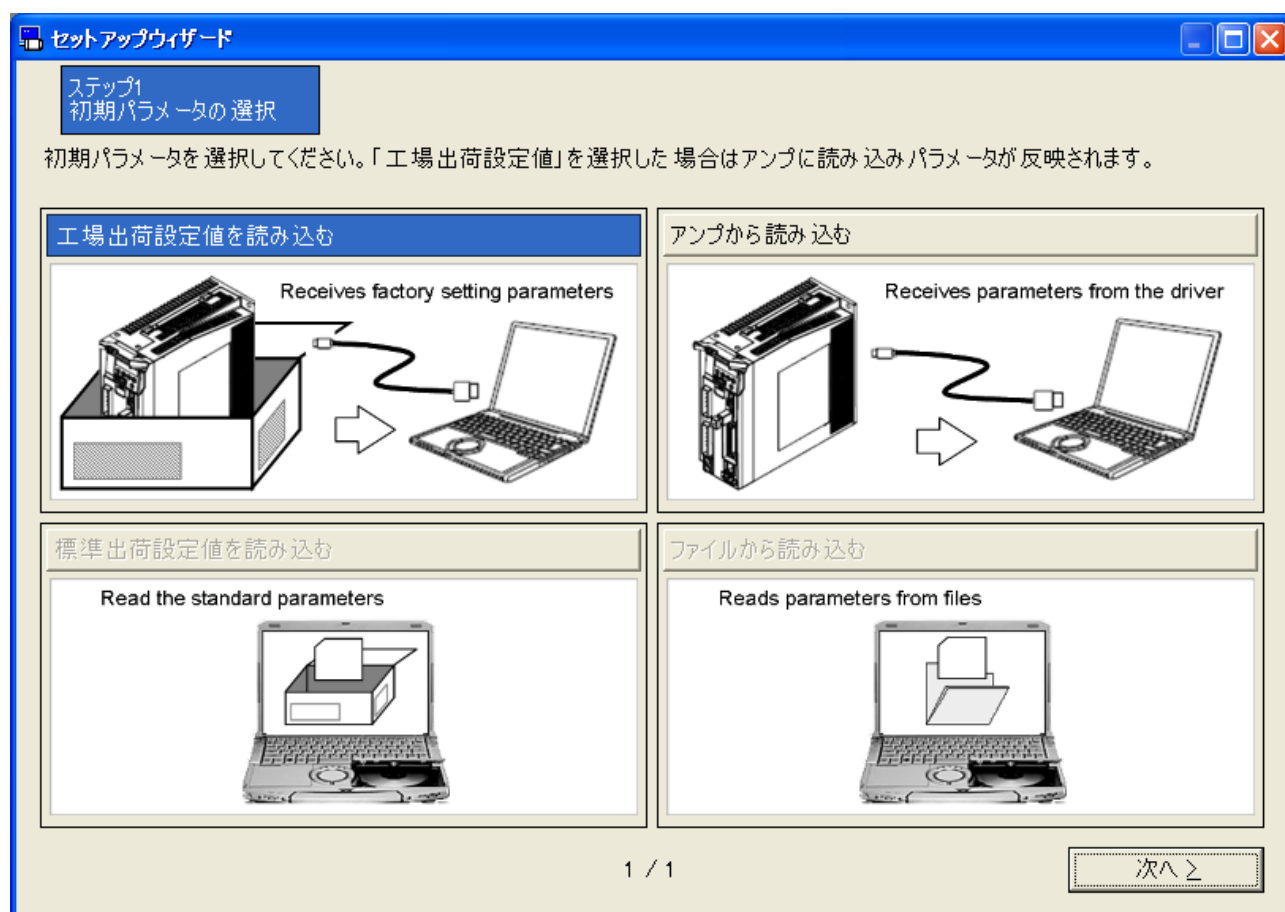 セットアップウィザード
ステップ1
初期パラメータの選択
初期パラメータを選択してください。「工場出荷設定値」を選択した場合はアンプに読み込みパラメータが反映されます。
工場出荷設定値を読み込む
Receives factory setting parameters
アンプから読み込む
Receives parameters from the driver
標準出荷設定値を読み込む
Read the standard parameters
ファイルから読み込む
Reads parameters from files
1 / 1
次へ >